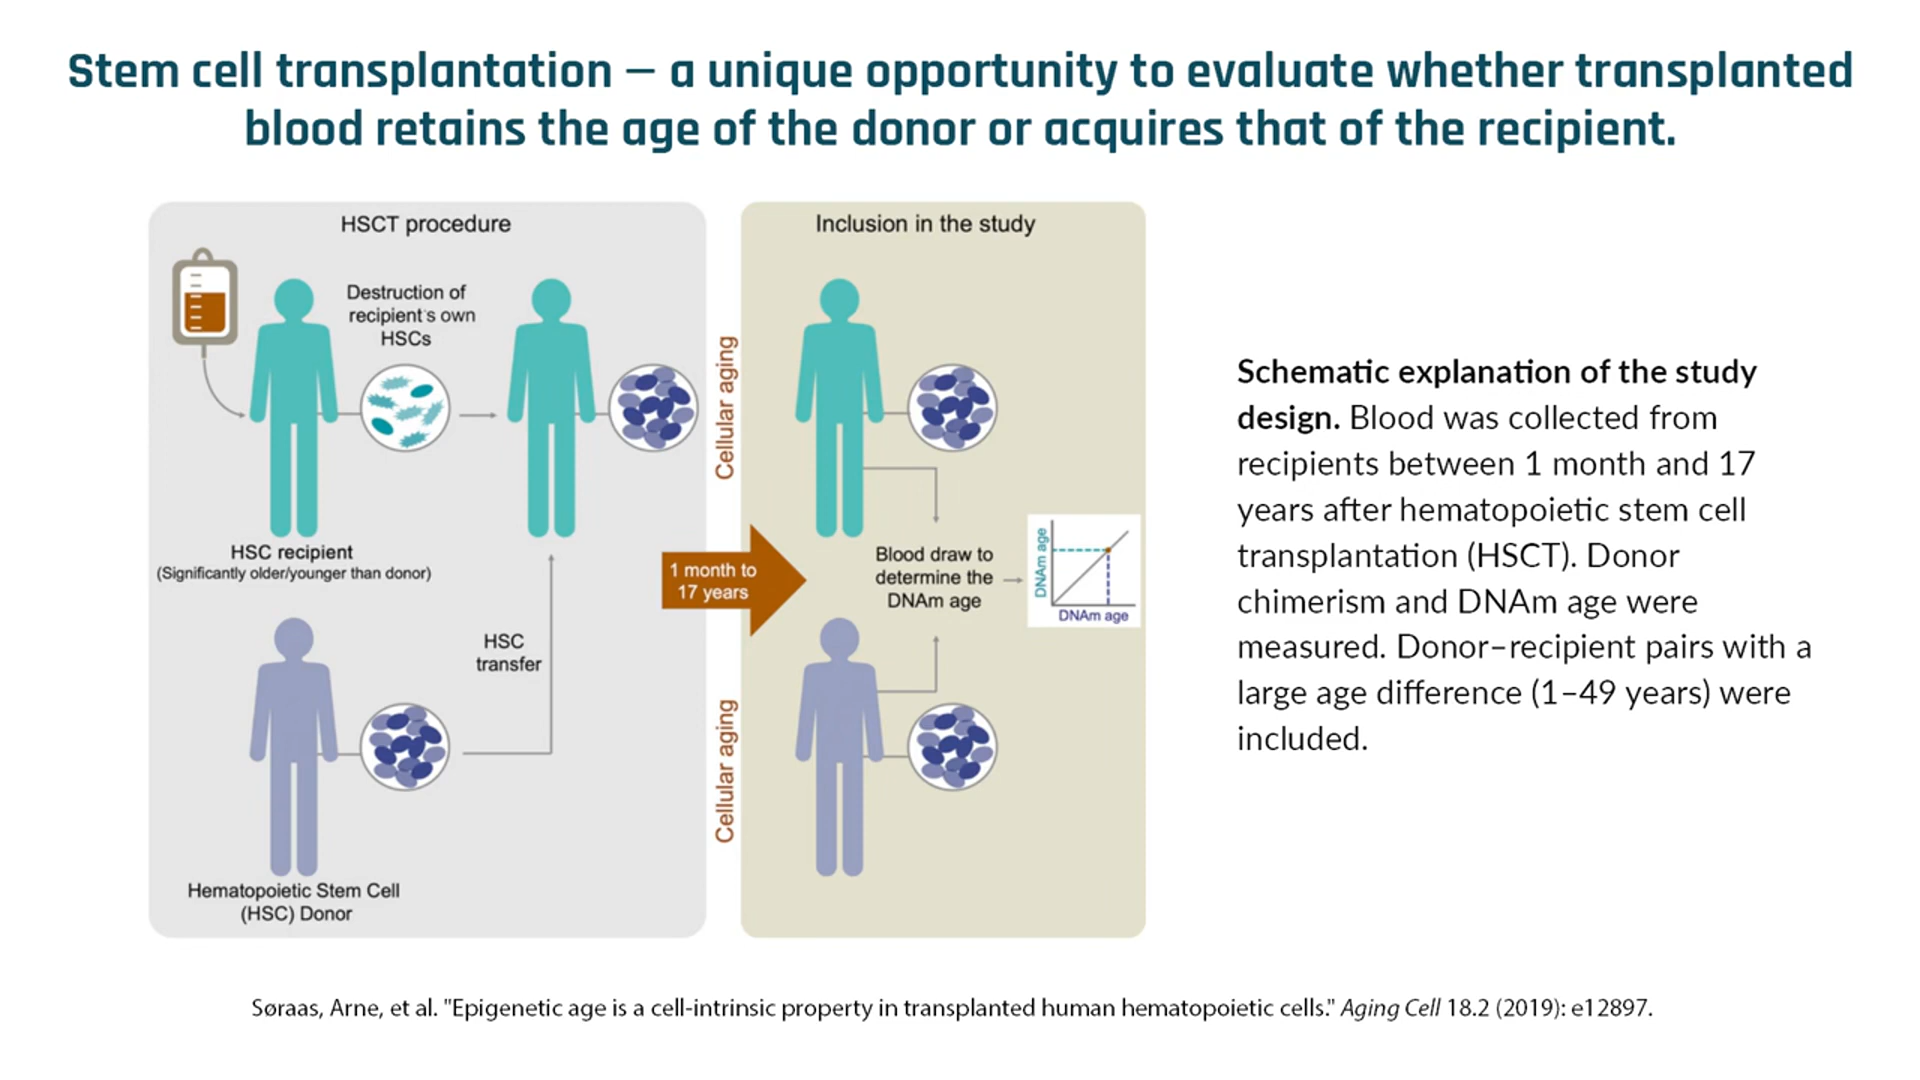 Stem cell transplantation — a unique opportunity to evaluate whether transplanted
blood retains the age of the donor or acquires that of the recipient.
HSCT procedure
Destruction of
recipient's own
HSCs
HSC recipient
(Significantly older/younger than donor)
HSC
transfer
Hematopoietic Stem Cell
(HSC) Donor
Cellular aging
1 month to
17 years
Cellular aging
Inclusion in the study
Blood draw to
determine the
DNAm age
DNAm age
DNAm age
Schematic explanation of the study
design. Blood was collected from
recipients between 1 month and 17
years after hematopoietic stem cell
transplantation (HSCT). Donor
chimerism and DNAm age were
measured. Donor–recipient pairs with a
large age difference (1–49 years) were
included.
Søraas, Arne, et al. "Epigenetic age is a cell-intrinsic property in transplanted human hematopoietic cells." Aging Cell 18.2 (2019): e12897.